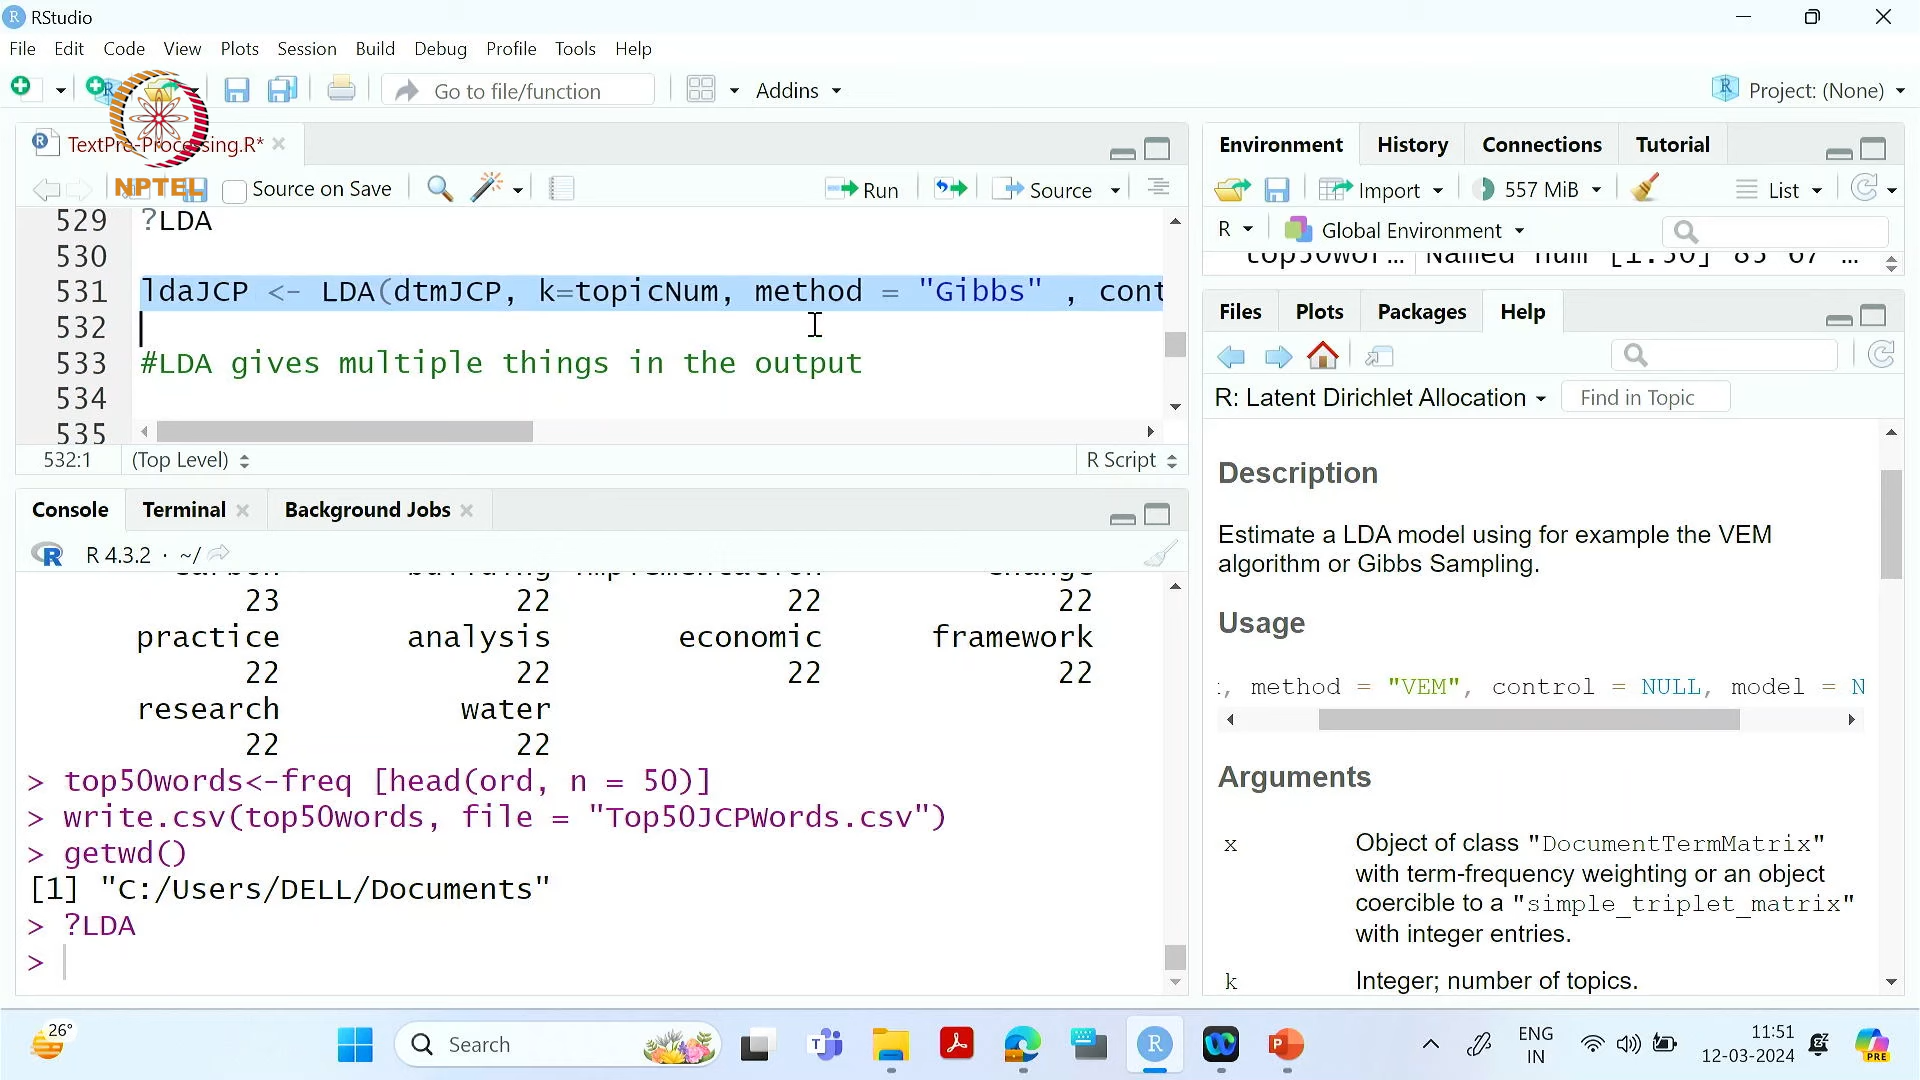 RStudio
File Edit Code View Plots Session Build Debug Profile Tools Help
Go to file/function Addins Project: (None)
TextPre-Processing.R*
NPTEL Source on Save Run Source
529 ?LDA
530
531 ldaJCP <- LDA(dtmJCP, k=topicNum, method = "Gibbs" , cont
532
533 #LDA gives multiple things in the output
534
535
532:1 (Top Level) R Script
Console Terminal Background Jobs
R 4.3.2 · ~/
23 22 22 22
practice analysis economic framework
22 22 22 22
research water
22 22
> top50words<-freq [head(ord, n = 50)]
> write.csv(top50words, file = "Top50JCPWords.csv")
> getwd()
[1] "C:/Users/DELL/Documents"
> ?LDA
>
Environment History Connections Tutorial
Import 557 MiB List
R Global Environment
Files Plots Packages Help
R: Latent Dirichlet Allocation Find in Topic
Description
Estimate a LDA model using for example the VEM
algorithm or Gibbs Sampling.
Usage
, method = "VEM", control = NULL, model = N
Arguments
x Object of class "DocumentTermMatrix"
with term-frequency weighting or an object
coercible to a "simple_triplet_matrix"
with integer entries.
k Integer; number of topics.
26°
Search
ENG
IN
11:51
12-03-2024
PRE